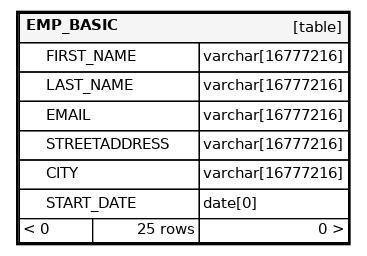 EMP_BASIC [table]
FIRST_NAME varchar[16777216]
LAST_NAME varchar[16777216]
EMAIL varchar[16777216]
STREETADDRESS varchar[16777216]
CITY varchar[16777216]
START_DATE date[0]
< 0 25 rows 0 >